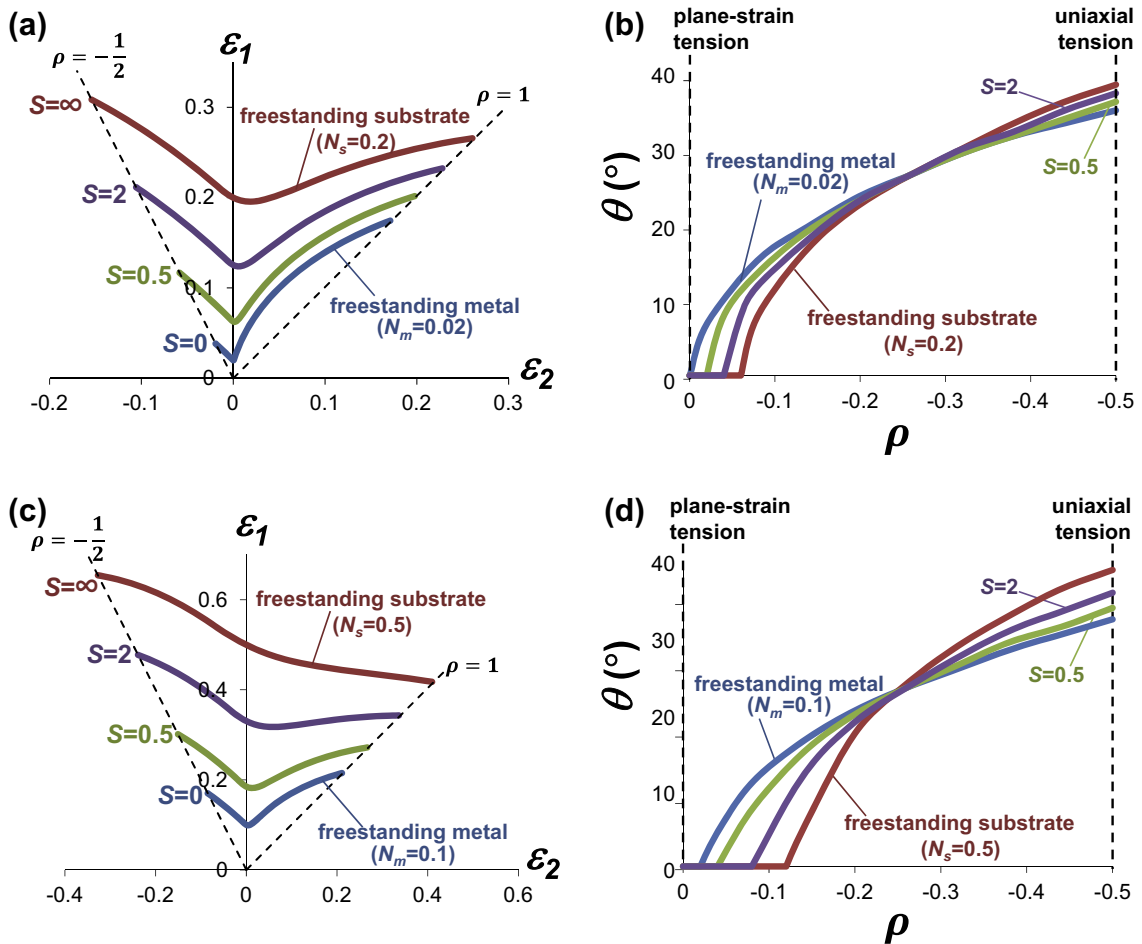 (a)
ρ = −1/2
ε1
ρ = 1
S=∞
0.3
freestanding substrate
(Ns=0.2)
S=2
0.2
S=0.5
0.1
freestanding metal
(Nm=0.02)
S=0
0
ε2
-0.2
-0.1
0
0.1
0.2
0.3
(b)
plane-strain
tension
uniaxial
tension
40
S=2
30
freestanding metal
(Nm=0.02)
S=0.5
θ (°)
20
10
freestanding substrate
(Ns=0.2)
0
0
-0.1
-0.2
-0.3
-0.4
-0.5
ρ
(c)
ρ = −1/2
ε1
S=∞
0.6
freestanding substrate
(Ns=0.5)
S=2
ρ = 1
0.4
S=0.5
0.2
S=0
freestanding metal
(Nm=0.1)
0
ε2
-0.4
-0.2
0
0.2
0.4
0.6
(d)
plane-strain
tension
uniaxial
tension
40
S=2
30
S=0.5
freestanding metal
(Nm=0.1)
θ (°)
20
10
freestanding substrate
(Ns=0.5)
0
0
-0.1
-0.2
-0.3
-0.4
-0.5
ρ